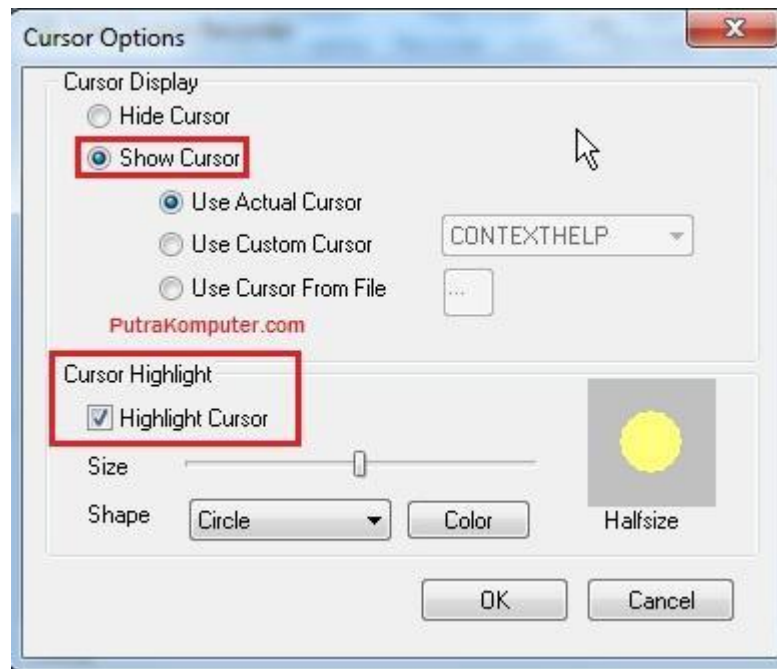 Cursor Options
Cursor Display
Hide Cursor
Show Cursor
Use Actual Cursor
Use Custom Cursor
CONTEXTHELP
Use Cursor From File
...
PutraKomputer.com
Cursor Highlight
Highlight Cursor
Size
Shape
Circle
Color
Halfsize
OK
Cancel